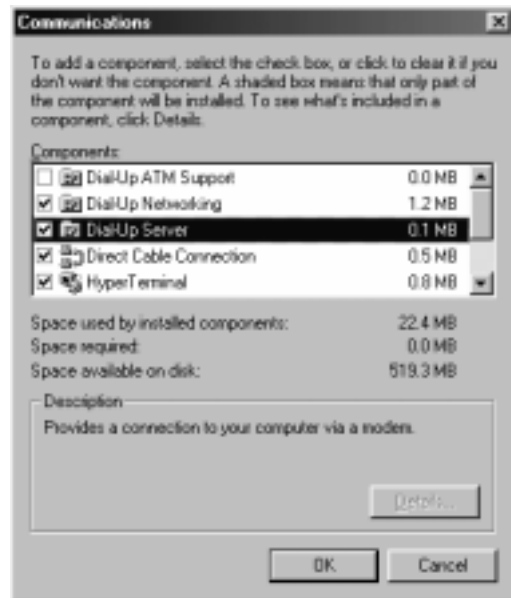 Communications
To add a component, select the check box, or click to clear it if you
don't want the component. A shaded box means that only part of
the component will be installed. To see what's included in a
component, click Details.
Components:
Dial-Up ATM Support 0.0 MB
Dial-Up Networking 1.2 MB
Dial-Up Server 0.1 MB
Direct Cable Connection 0.5 MB
HyperTerminal 0.8 MB
Space used by installed components: 22.4 MB
Space required: 0.0 MB
Space available on disk: 519.3 MB
Description
Provides a connection to your computer via a modem.
Details...
OK
Cancel